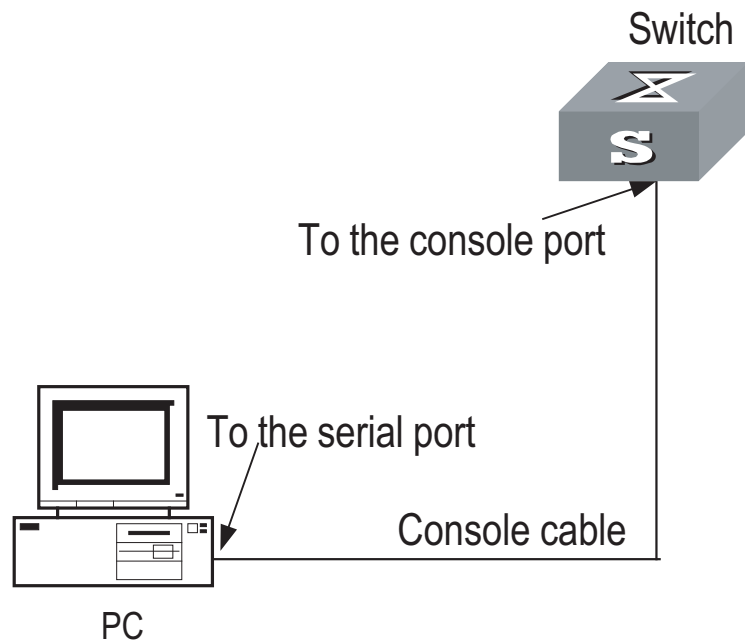 Switch
S
To the console port
To the serial port
Console cable
PC